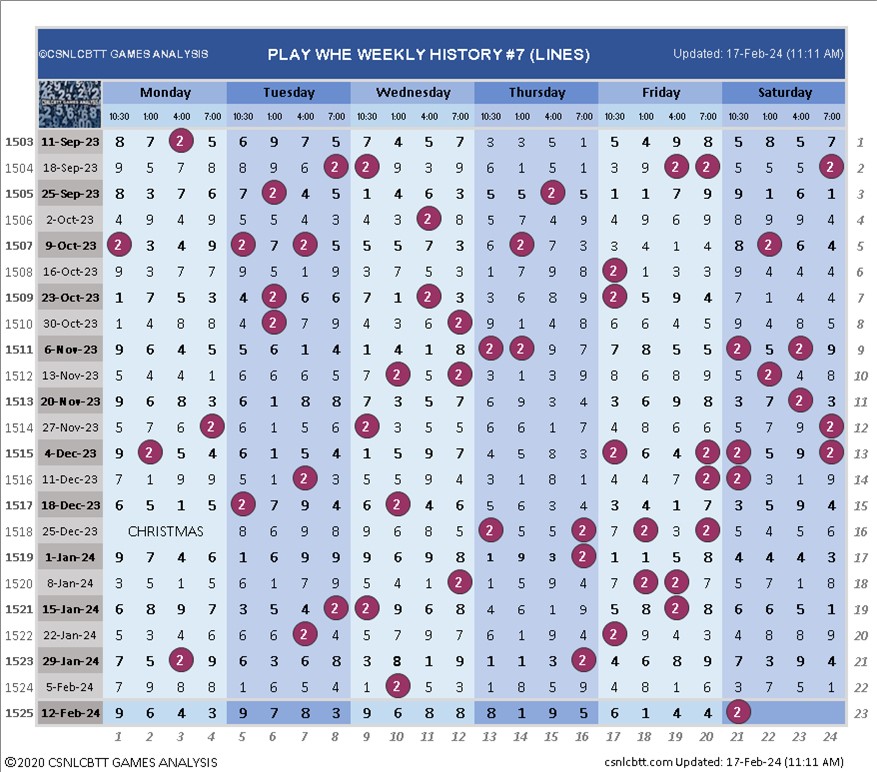 ©CSNLCBTT GAMES ANALYSIS PLAY WHE WEEKLY HISTORY #7 (LINES) Updated: 17-Feb-24 (11:11 AM)
Monday Tuesday Wednesday Thursday Friday Saturday
10:30 1:00 4:00 7:00 10:30 1:00 4:00 7:00 10:30 1:00 4:00 7:00 10:30 1:00 4:00 7:00 10:30 1:00 4:00 7:00 10:30 1:00 4:00 7:00
1503 11-Sep-23 8 7 2 5 6 9 7 5 7 4 5 7 3 3 5 1 5 4 9 8 5 8 5 7 1
1504 18-Sep-23 9 5 7 8 8 9 6 2 2 9 3 9 6 1 5 1 3 9 2 2 5 5 5 2 2
1505 25-Sep-23 8 3 7 6 7 2 4 5 1 4 6 3 5 5 2 5 1 1 7 9 9 1 6 1 3
1506 2-Oct-23 4 9 4 9 5 5 4 3 4 3 2 8 5 7 4 9 4 9 6 9 8 9 9 4 4
1507 9-Oct-23 2 3 4 9 2 7 2 5 5 5 7 3 6 2 7 3 3 4 1 4 8 2 6 4 5
1508 16-Oct-23 9 3 7 7 9 5 1 9 3 7 5 3 1 7 9 8 2 1 3 3 9 4 4 4 6
1509 23-Oct-23 1 7 5 3 4 2 6 6 7 1 2 3 3 6 8 9 2 5 9 4 7 1 4 4 7
1510 30-Oct-23 1 4 8 8 4 2 7 9 4 3 6 2 9 1 4 8 6 6 4 5 9 4 8 5 8
1511 6-Nov-23 9 6 4 5 5 6 1 4 1 4 1 8 2 2 9 7 7 8 5 5 2 5 2 9 9
1512 13-Nov-23 5 4 4 1 6 6 6 5 7 2 5 2 3 1 3 9 8 6 8 9 5 2 4 8 10
1513 20-Nov-23 9 6 8 3 6 1 8 8 7 3 5 7 6 9 3 4 3 6 9 8 3 7 2 3 11
1514 27-Nov-23 5 7 6 2 6 1 5 6 2 3 5 5 6 6 1 7 4 8 6 6 5 7 9 2 12
1515 4-Dec-23 9 2 5 4 6 1 5 4 1 5 9 7 4 5 8 3 2 6 4 2 2 5 9 2 13
1516 11-Dec-23 7 1 9 9 5 1 2 3 5 5 9 4 3 1 8 1 4 4 7 2 2 3 1 9 14
1517 18-Dec-23 6 5 1 5 2 7 9 4 6 2 4 6 5 6 3 4 3 4 1 7 3 5 9 4 15
1518 25-Dec-23 CHRISTMAS 8 6 9 8 9 6 8 5 2 5 5 2 7 2 3 2 5 4 5 6 16
1519 1-Jan-24 9 7 4 6 1 6 9 9 9 6 9 8 1 9 3 2 1 1 5 8 4 4 4 3 17
1520 8-Jan-24 3 5 1 5 6 1 7 9 5 4 1 2 1 5 9 4 7 2 2 7 5 7 1 8 18
1521 15-Jan-24 6 8 9 7 3 5 4 2 2 9 6 8 4 6 1 9 5 8 2 8 6 6 5 1 19
1522 22-Jan-24 5 3 4 6 6 6 2 4 5 7 9 7 6 1 9 4 2 9 4 3 4 8 8 9 20
1523 29-Jan-24 7 5 2 9 6 3 6 8 3 8 1 9 1 1 3 2 4 6 8 9 7 3 9 4 21
1524 5-Feb-24 7 9 8 8 1 6 5 4 1 2 5 3 1 8 5 9 4 8 1 6 3 7 5 1 22
1525 12-Feb-24 9 6 4 3 9 7 8 3 9 6 8 8 8 1 9 5 6 1 4 4 2 23
1 2 3 4 5 6 7 8 9 10 11 12 13 14 15 16 17 18 19 20 21 22 23 24
©2020 CSNLCBTT GAMES ANALYSIS csnlcbtt.com Updated: 17-Feb-24 (11:11 AM)